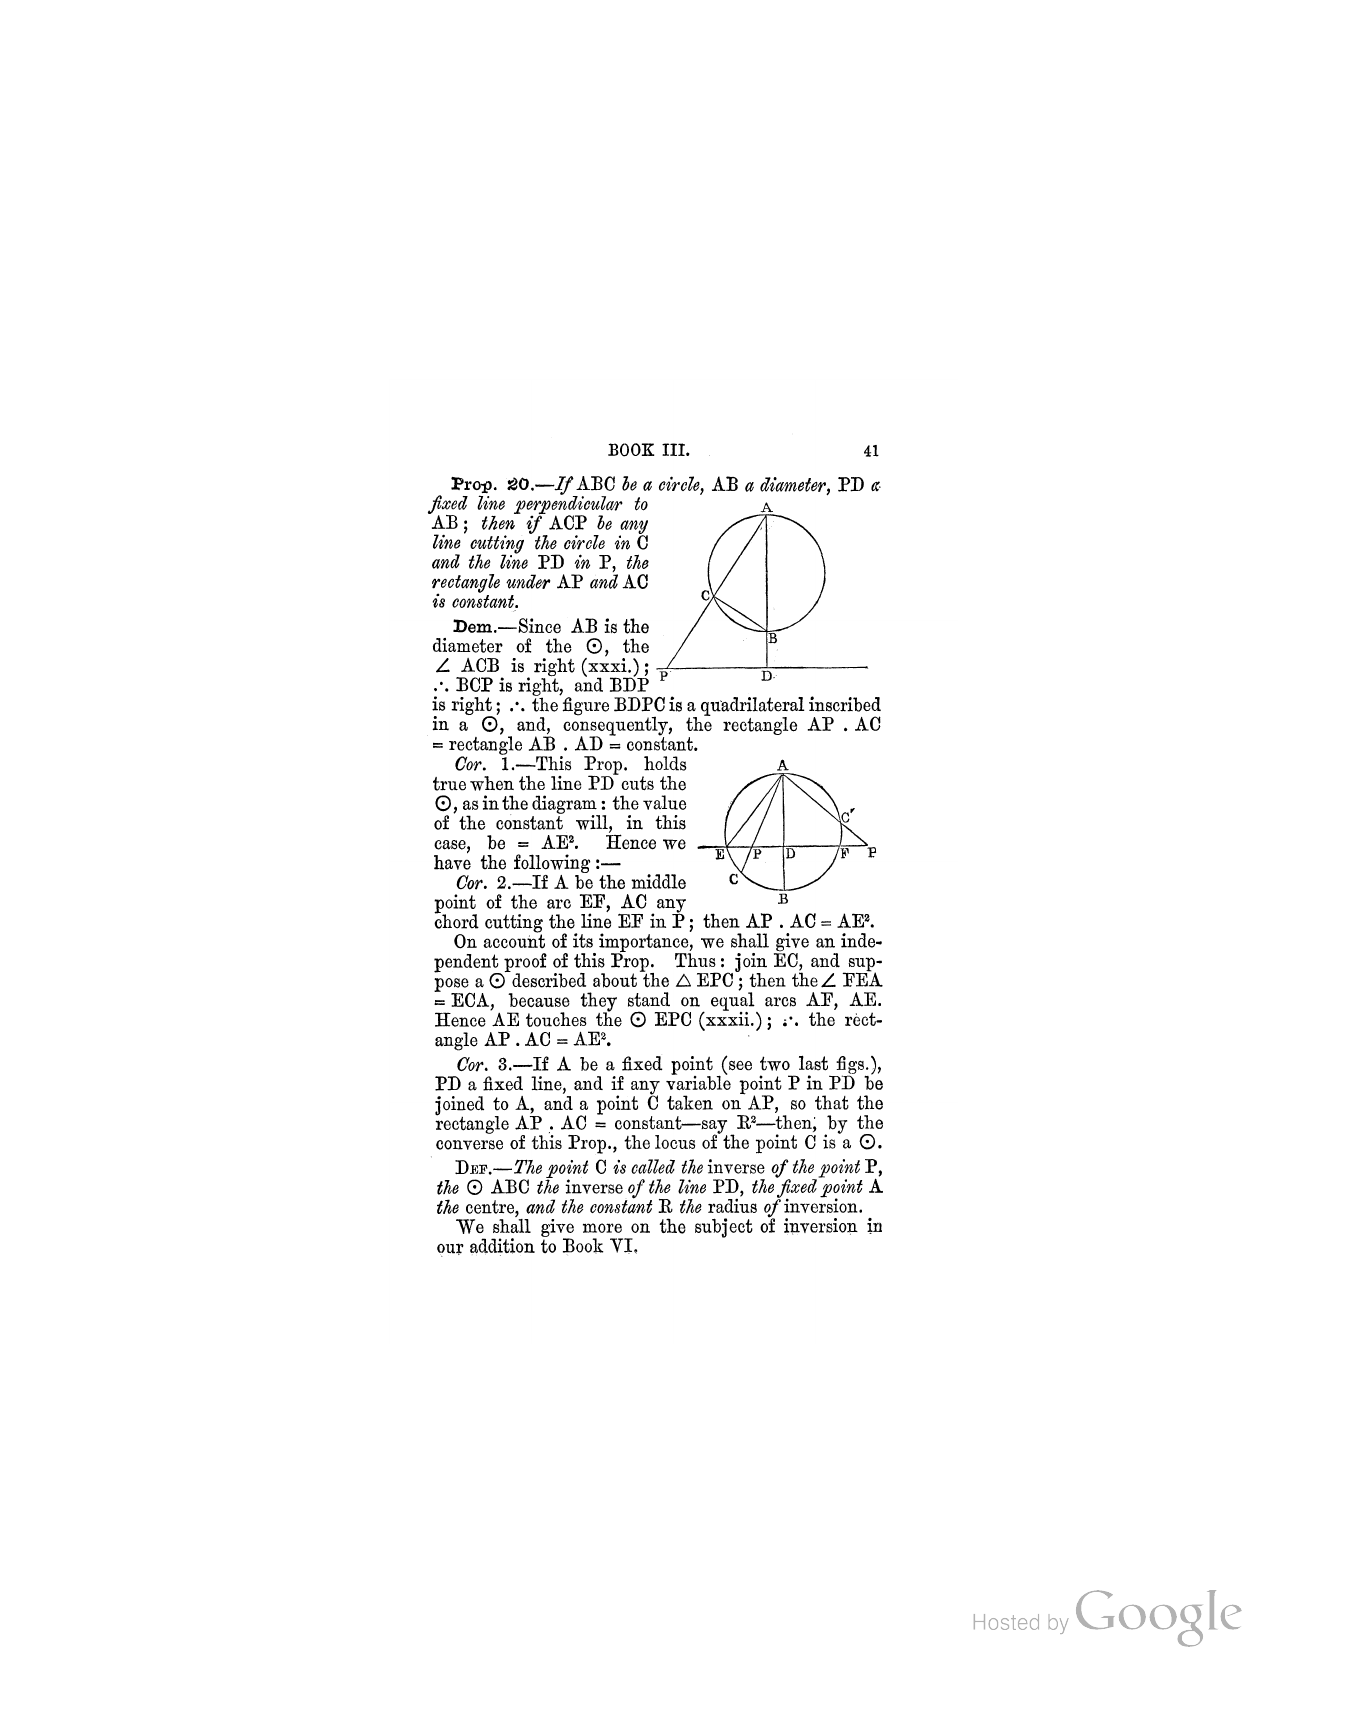 BOOK III. 41
Prop. 20.—If ABC be a circle, AB a diameter, PD a
fixed line perpendicular to
AB ; then if ACP be any
line cutting the circle in C
and the line PD in P, the
rectangle under AP and AC
is constant.
Dem.—Since AB is the
diameter of the ⊙, the
∠ ACB is right (xxxi.) ;
∴ BCP is right, and BDP
is right ; ∴ the figure BDPC is a quadrilateral inscribed
in a ⊙, and, consequently, the rectangle AP . AC
= rectangle AB . AD = constant.
A
C
B
P
D
Cor. 1.—This Prop. holds
true when the line PD cuts the
⊙, as in the diagram : the value
of the constant will, in this
case, be = AE². Hence we
have the following :—
Cor. 2.—If A be the middle
point of the arc EF, AC any
chord cutting the line EF in P ; then AP . AC = AE².
A
C'
E P D F P
C
B
On account of its importance, we shall give an inde-
pendent proof of this Prop. Thus : join EC, and sup-
pose a ⊙ described about the △ EPC ; then the ∠ FEA
= ECA, because they stand on equal arcs AF, AE.
Hence AE touches the ⊙ EPC (xxxii.) ; ∴ the rect-
angle AP . AC = AE².
Cor. 3.—If A be a fixed point (see two last figs.),
PD a fixed line, and if any variable point P in PD be
joined to A, and a point C taken on AP, so that the
rectangle AP . AC = constant—say R²—then, by the
converse of this Prop., the locus of the point C is a ⊙.
DEF.—The point C is called the inverse of the point P,
the ⊙ ABC the inverse of the line PD, the fixed point A
the centre, and the constant R the radius of inversion.
We shall give more on the subject of inversion in
our addition to Book VI.
Hosted by Google